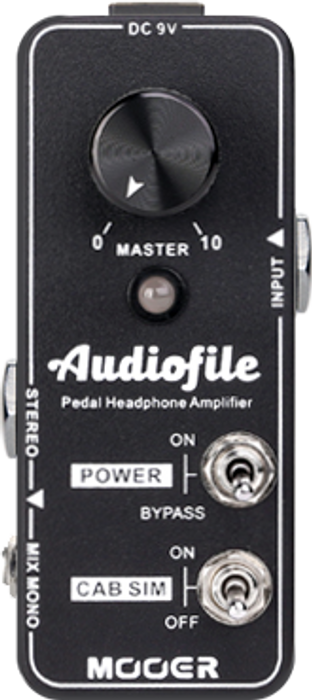 DC 9V
0 MASTER 10
INPUT
Audiofile
Pedal Headphone Amplifier
STEREO
ON
POWER
BYPASS
MIX MONO
ON
CAB SIM
OFF
MOOER